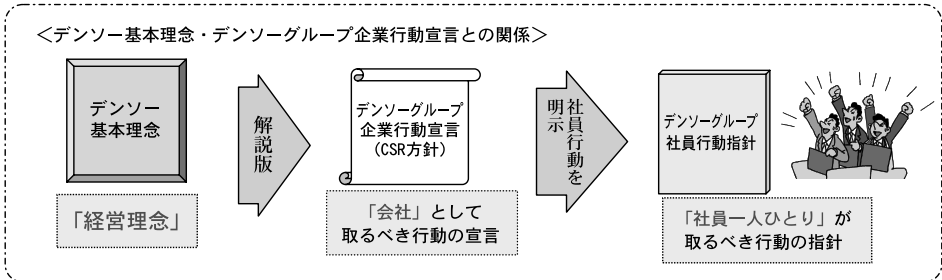 ＜デンソー基本理念・デンソーグループ企業行動宣言との関係＞
デンソー
基本理念
「経営理念」
解説版
デンソーグループ
企業行動宣言
(CSR方針)
「会社」として
取るべき行動の宣言
社員行動を
明示
デンソーグループ
社員行動指針
「社員一人ひとり」が
取るべき行動の指針